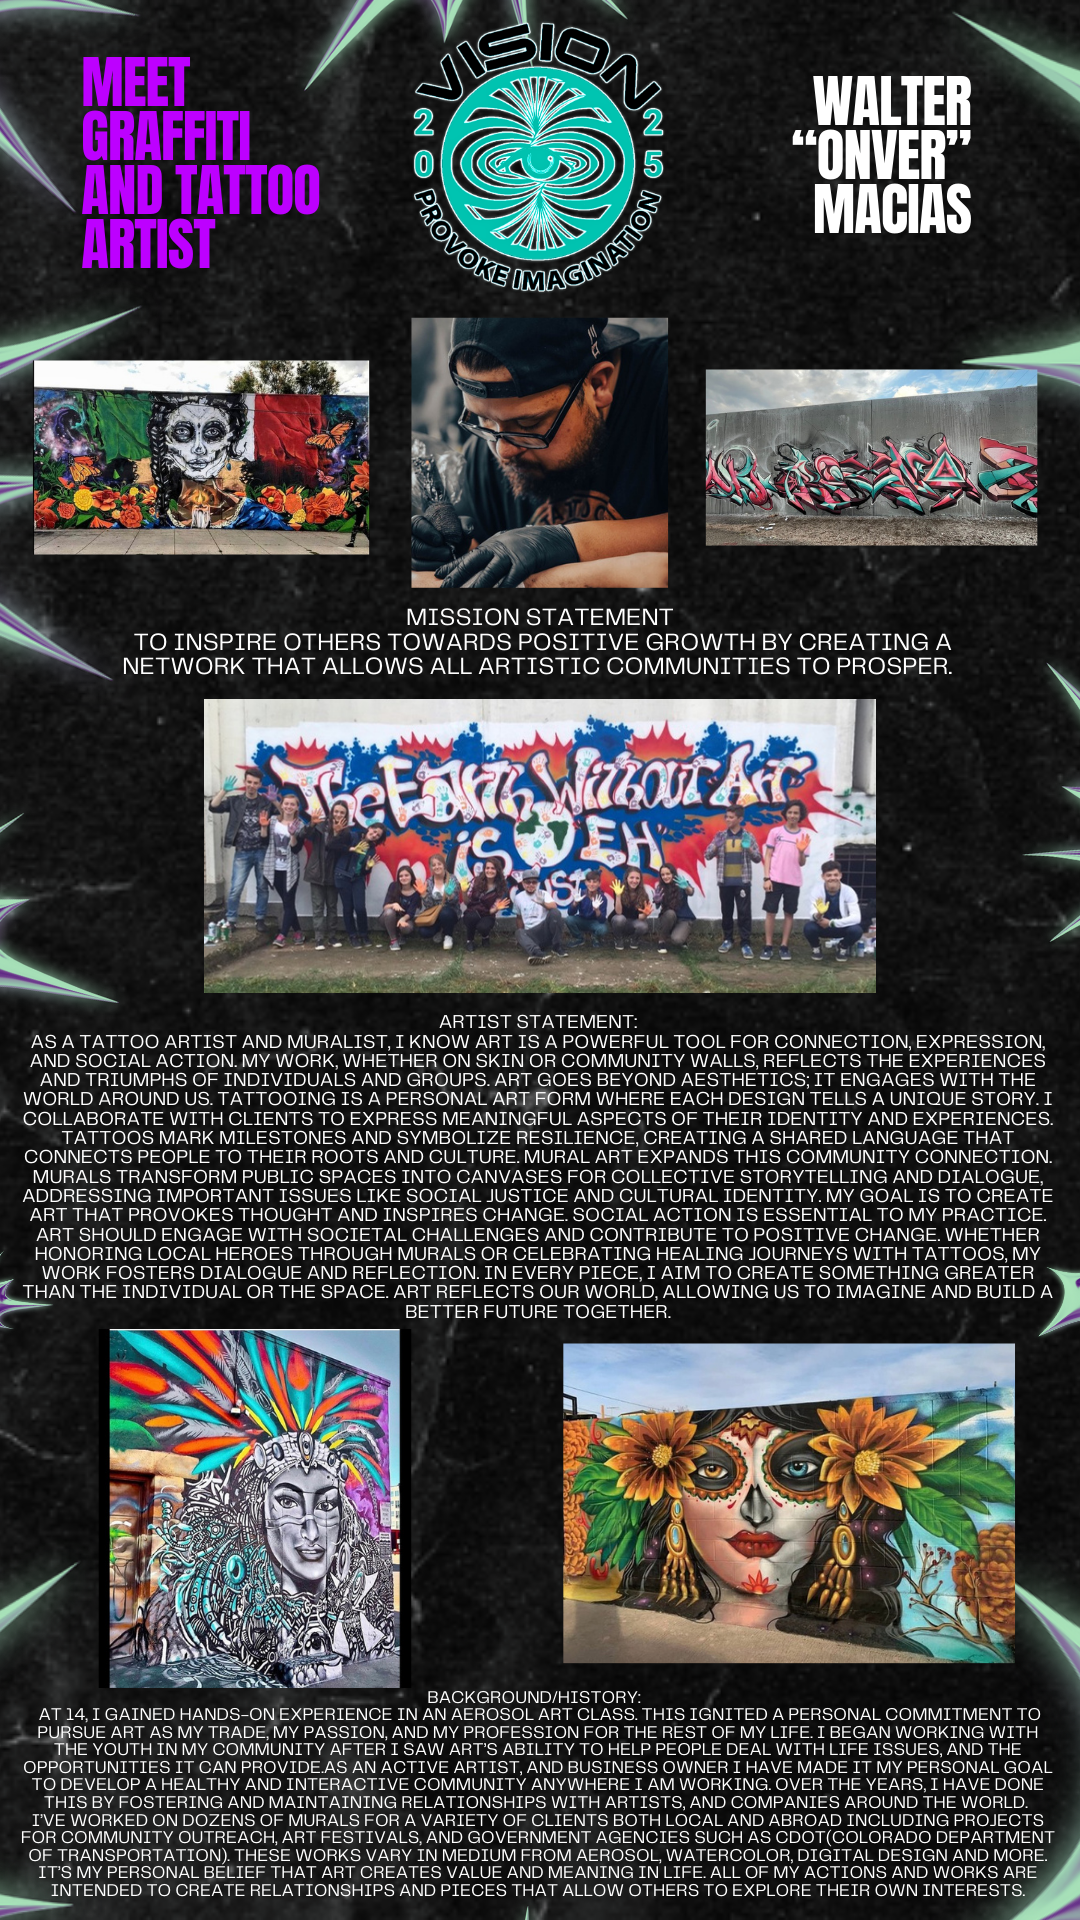 MEET
GRAFFITI
AND TATTOO
ARTIST
VISION
20
25
PROVOKE IMAGINATION
WALTER
“ONVER”
MACIAS
MISSION STATEMENT
TO INSPIRE OTHERS TOWARDS POSITIVE GROWTH BY CREATING A
NETWORK THAT ALLOWS ALL ARTISTIC COMMUNITIES TO PROSPER.
The Earth Without Art
is EH
JUST
ARTIST STATEMENT:
AS A TATTOO ARTIST AND MURALIST, I KNOW ART IS A POWERFUL TOOL FOR CONNECTION, EXPRESSION,
AND SOCIAL ACTION. MY WORK, WHETHER ON SKIN OR COMMUNITY WALLS, REFLECTS THE EXPERIENCES
AND TRIUMPHS OF INDIVIDUALS AND GROUPS. ART GOES BEYOND AESTHETICS; IT ENGAGES WITH THE
WORLD AROUND US. TATTOOING IS A PERSONAL ART FORM WHERE EACH DESIGN TELLS A UNIQUE STORY. I
COLLABORATE WITH CLIENTS TO EXPRESS MEANINGFUL ASPECTS OF THEIR IDENTITY AND EXPERIENCES.
TATTOOS MARK MILESTONES AND SYMBOLIZE RESILIENCE, CREATING A SHARED LANGUAGE THAT
CONNECTS PEOPLE TO THEIR ROOTS AND CULTURE. MURAL ART EXPANDS THIS COMMUNITY CONNECTION.
MURALS TRANSFORM PUBLIC SPACES INTO CANVASES FOR COLLECTIVE STORYTELLING AND DIALOGUE,
ADDRESSING IMPORTANT ISSUES LIKE SOCIAL JUSTICE AND CULTURAL IDENTITY. MY GOAL IS TO CREATE
ART THAT PROVOKES THOUGHT AND INSPIRES CHANGE. SOCIAL ACTION IS ESSENTIAL TO MY PRACTICE.
ART SHOULD ENGAGE WITH SOCIETAL CHALLENGES AND CONTRIBUTE TO POSITIVE CHANGE. WHETHER
HONORING LOCAL HEROES THROUGH MURALS OR CELEBRATING HEALING JOURNEYS WITH TATTOOS, MY
WORK FOSTERS DIALOGUE AND REFLECTION. IN EVERY PIECE, I AIM TO CREATE SOMETHING GREATER
THAN THE INDIVIDUAL OR THE SPACE. ART REFLECTS OUR WORLD, ALLOWING US TO IMAGINE AND BUILD A
BETTER FUTURE TOGETHER.
BACKGROUND/HISTORY:
AT 14, I GAINED HANDS-ON EXPERIENCE IN AN AEROSOL ART CLASS. THIS IGNITED A PERSONAL COMMITMENT TO
PURSUE ART AS MY TRADE, MY PASSION, AND MY PROFESSION FOR THE REST OF MY LIFE. I BEGAN WORKING WITH
THE YOUTH IN MY COMMUNITY AFTER I SAW ART’S ABILITY TO HELP PEOPLE DEAL WITH LIFE ISSUES, AND THE
OPPORTUNITIES IT CAN PROVIDE.AS AN ACTIVE ARTIST, AND BUSINESS OWNER I HAVE MADE IT MY PERSONAL GOAL
TO DEVELOP A HEALTHY AND INTERACTIVE COMMUNITY ANYWHERE I AM WORKING. OVER THE YEARS, I HAVE DONE
THIS BY FOSTERING AND MAINTAINING RELATIONSHIPS WITH ARTISTS, AND COMPANIES AROUND THE WORLD.
I’VE WORKED ON DOZENS OF MURALS FOR A VARIETY OF CLIENTS BOTH LOCAL AND ABROAD INCLUDING PROJECTS
FOR COMMUNITY OUTREACH, ART FESTIVALS, AND GOVERNMENT AGENCIES SUCH AS CDOT(COLORADO DEPARTMENT
OF TRANSPORTATION). THESE WORKS VARY IN MEDIUM FROM AEROSOL, WATERCOLOR, DIGITAL DESIGN AND MORE.
IT’S MY PERSONAL BELIEF THAT ART CREATES VALUE AND MEANING IN LIFE. ALL OF MY ACTIONS AND WORKS ARE
INTENDED TO CREATE RELATIONSHIPS AND PIECES THAT ALLOW OTHERS TO EXPLORE THEIR OWN INTERESTS.